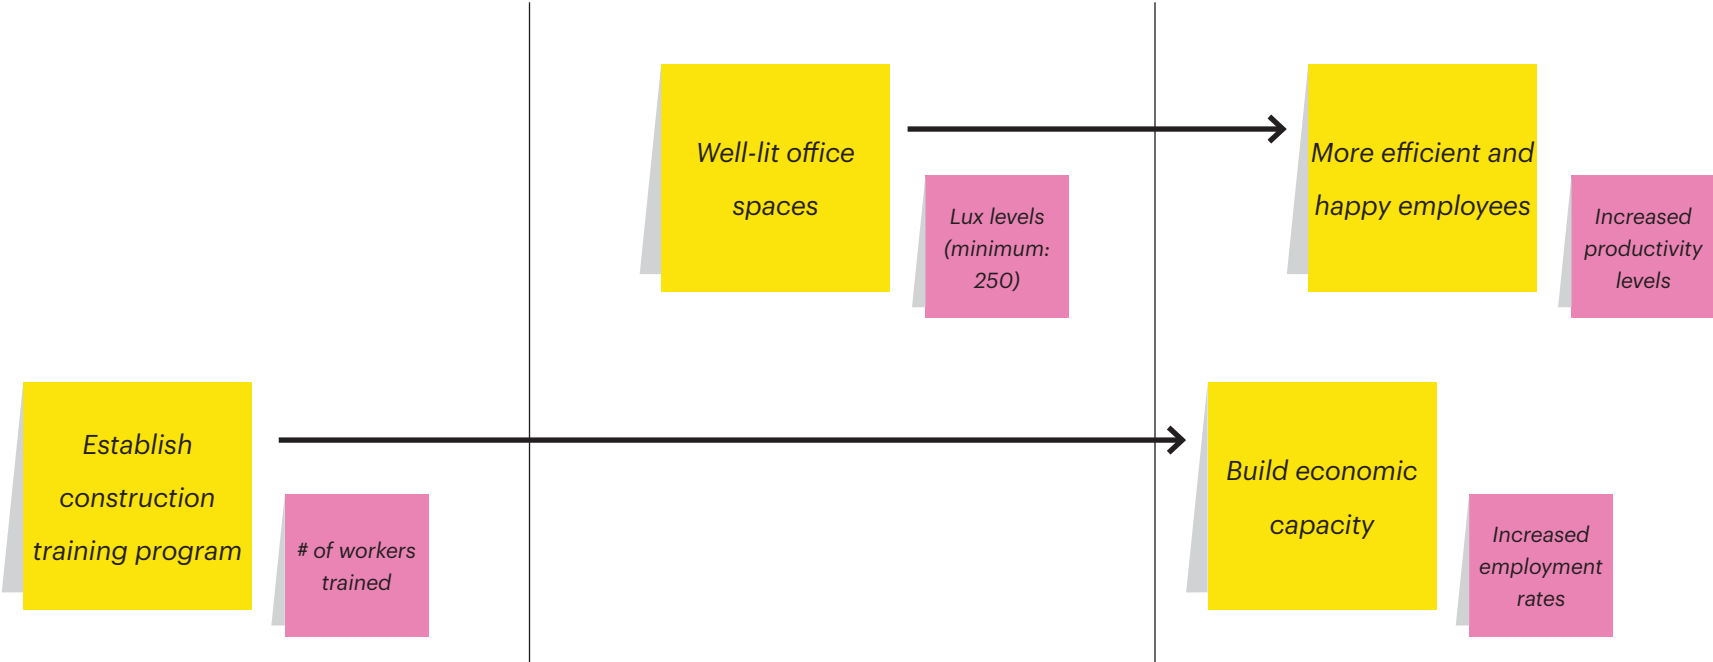 Well-lit office
spaces
Lux levels
(minimum:
250)
More efficient and
happy employees
Increased
productivity
levels
Establish
construction
training program
# of workers
trained
Build economic
capacity
Increased
employment
rates